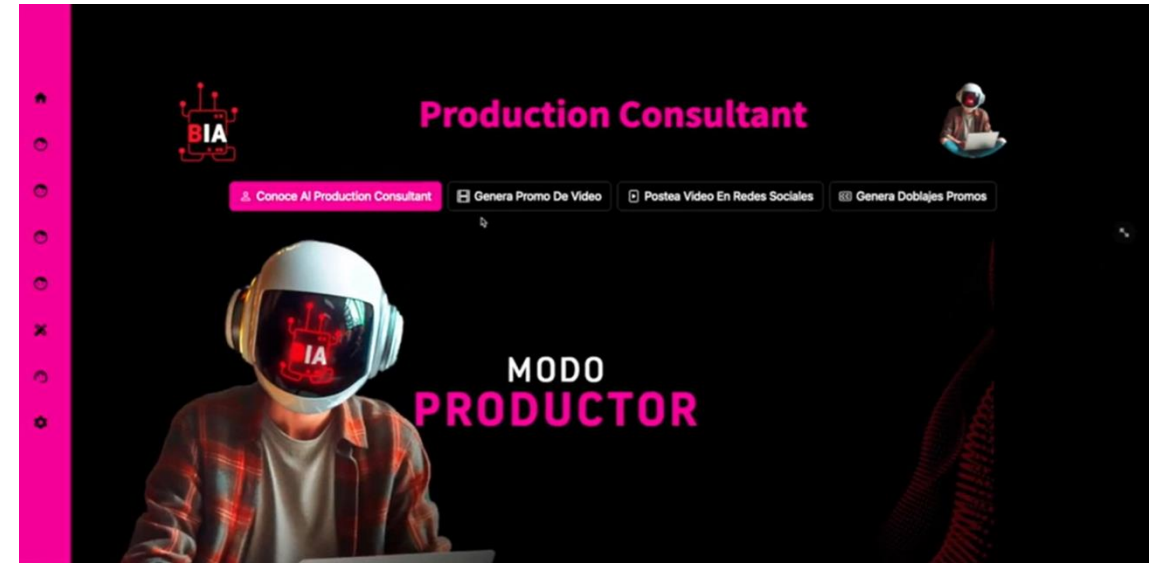 BIA
Production Consultant
Conoce Al Production Consultant
Genera Promo De Video
Postea Video En Redes Sociales
Genera Doblajes Promos
BIA
MODO
PRODUCTOR